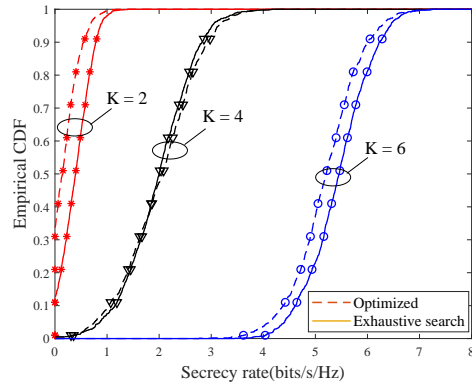 1
0.9
0.8
0.7
0.6
0.5
0.4
0.3
0.2
0.1
0
Empirical CDF
K = 2
K = 4
K = 6
Optimized
Exhaustive search
0 1 2 3 4 5 6 7 8
Secrecy rate(bits/s/Hz)